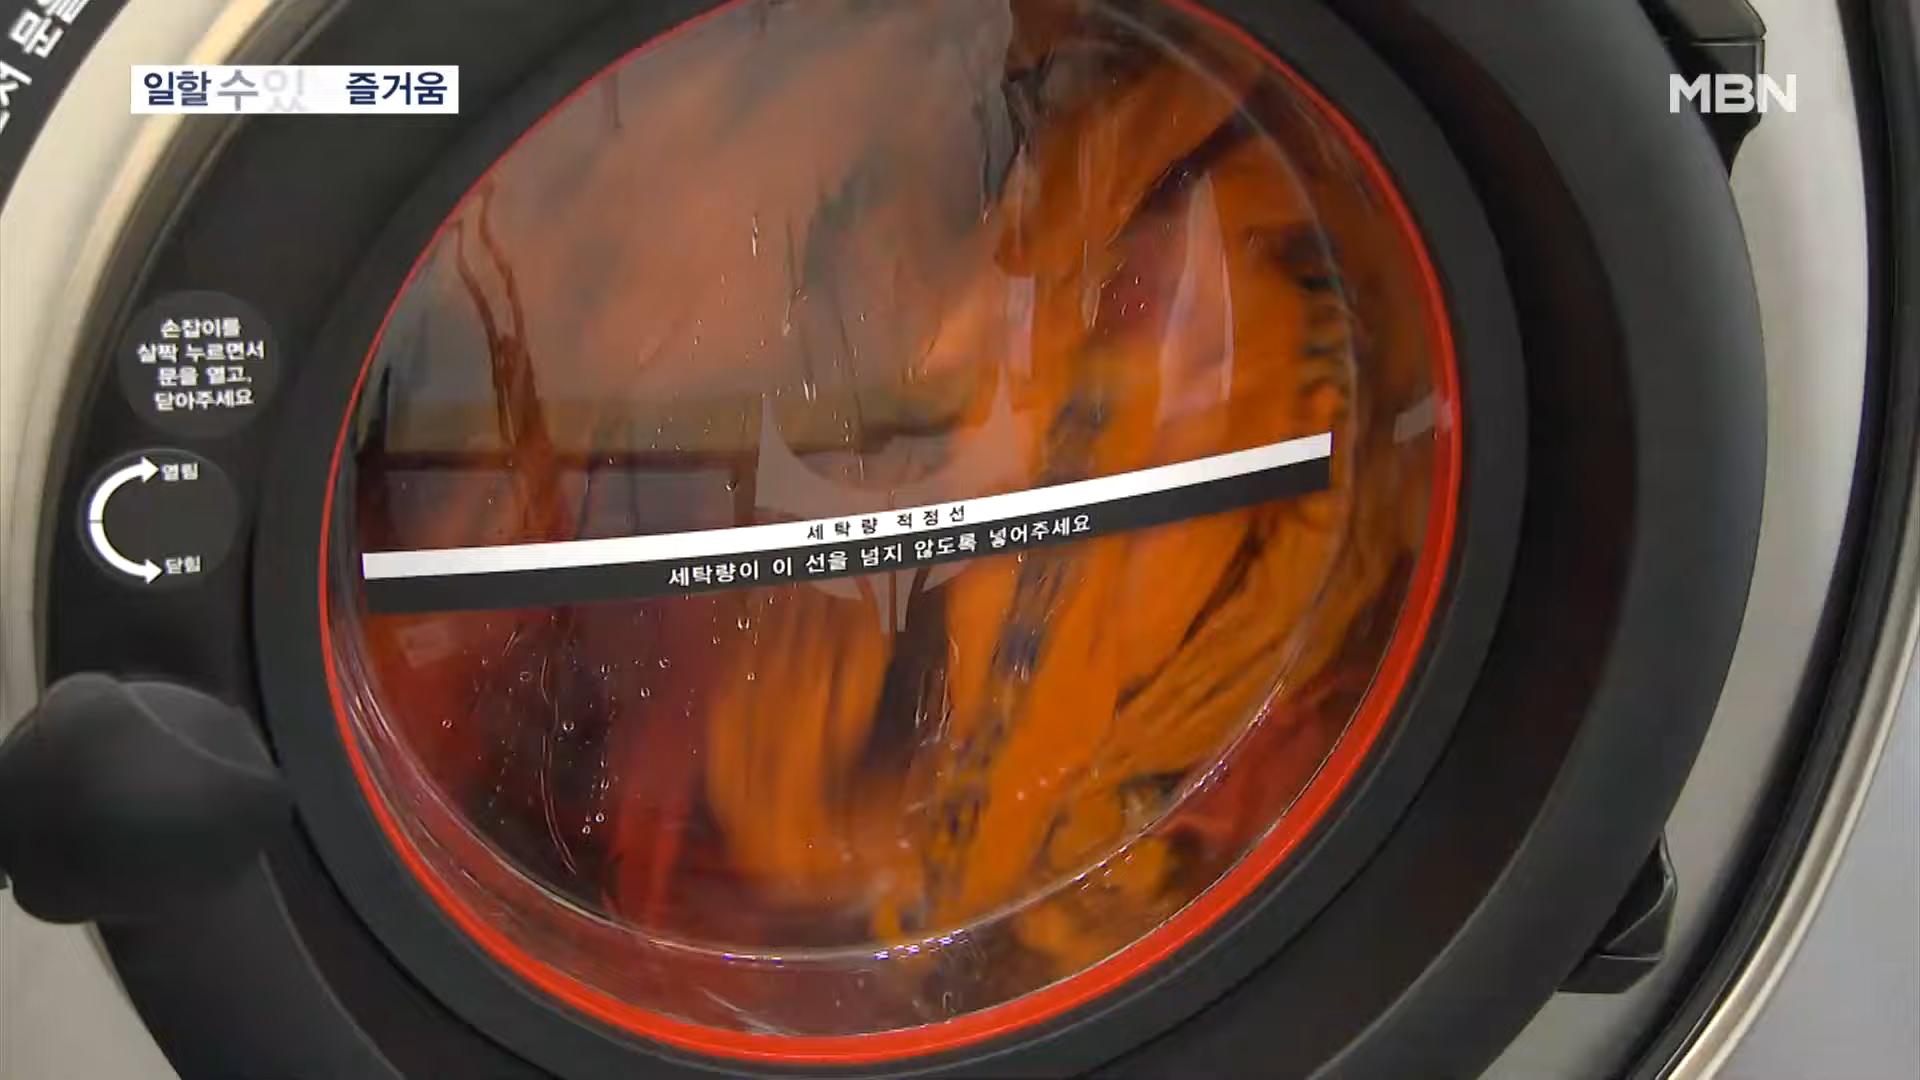 일할 수 있 즐거움
MBN
손잡이를
살짝 누르면서
문을 열고,
닫아주세요
열림
닫힘
세탁량 적정선
세탁량이 이 선을 넘지 않도록 넣어주세요